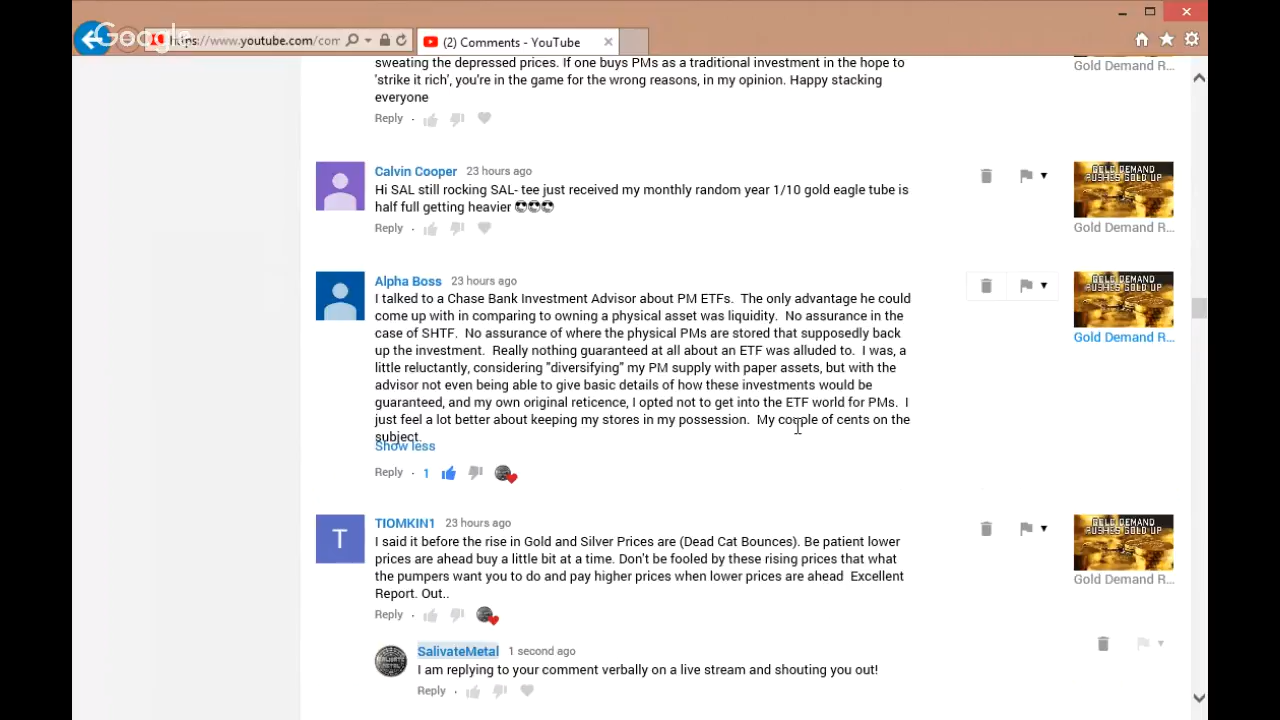 Google
https://www.youtube.com/com
(2) Comments - YouTube
sweating the depressed prices. If one buys PMs as a traditional investment in the hope to
'strike it rich', you're in the game for the wrong reasons, in my opinion. Happy stacking
everyone
Reply
Gold Demand R...
Calvin Cooper 23 hours ago
Hi SAL still rocking SAL- tee just received my monthly random year 1/10 gold eagle tube is
half full getting heavier 😎😎😎
Reply
GOLD DEMAND
PUSHES GOLD UP
Gold Demand R...
Alpha Boss 23 hours ago
I talked to a Chase Bank Investment Advisor about PM ETFs.  The only advantage he could
come up with in comparing to owning a physical asset was liquidity.  No assurance in the
case of SHTF.  No assurance of where the physical PMs are stored that supposedly back
up the investment.  Really nothing guaranteed at all about an ETF was alluded to.  I was, a
little reluctantly, considering "diversifying" my PM supply with paper assets, but with the
advisor not even being able to give basic details of how these investments would be
guaranteed, and my own original reticence, I opted not to get into the ETF world for PMs.  I
just feel a lot better about keeping my stores in my possession.  My couple of cents on the
subject.
Show less
Reply · 1
GOLD DEMAND
PUSHES GOLD UP
Gold Demand R...
T
TIOMKIN1 23 hours ago
I said it before the rise in Gold and Silver Prices are (Dead Cat Bounces). Be patient lower
prices are ahead buy a little bit at a time. Don't be fooled by these rising prices that what
the pumpers want you to do and pay higher prices when lower prices are ahead  Excellent
Report. Out..
Reply
GOLD DEMAND
PUSHES GOLD UP
Gold Demand R...
SALIVATE
METAL
SalivateMetal 1 second ago
I am replying to your comment verbally on a live stream and shouting you out!
Reply